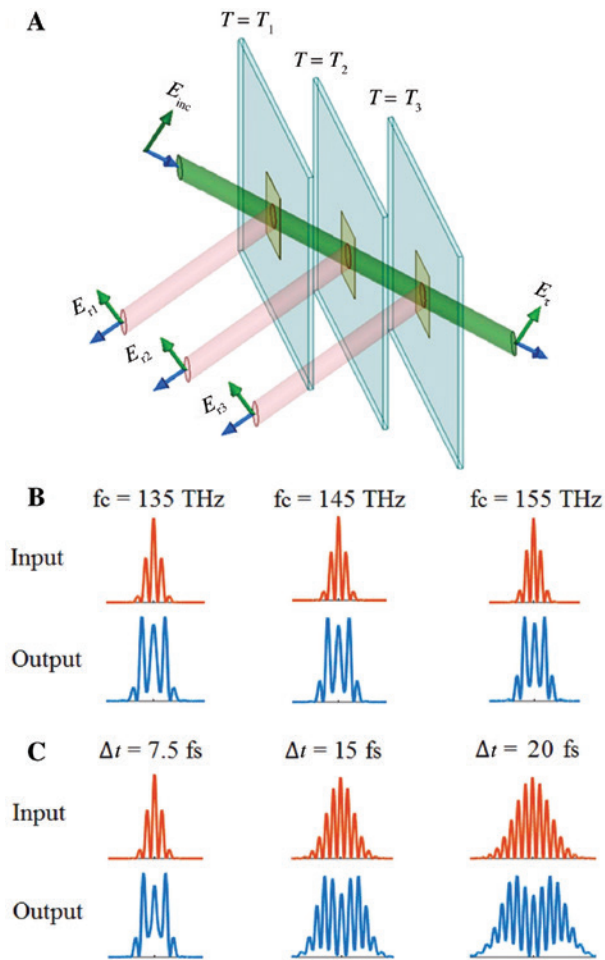 A
T = T1
T = T2
T = T3
Einc
Er1
Er2
Er3
Eτ
B
fc = 135 THz fc = 145 THz fc = 155 THz
Input
Output
C
Δt = 7.5 fs Δt = 15 fs Δt = 20 fs
Input
Output